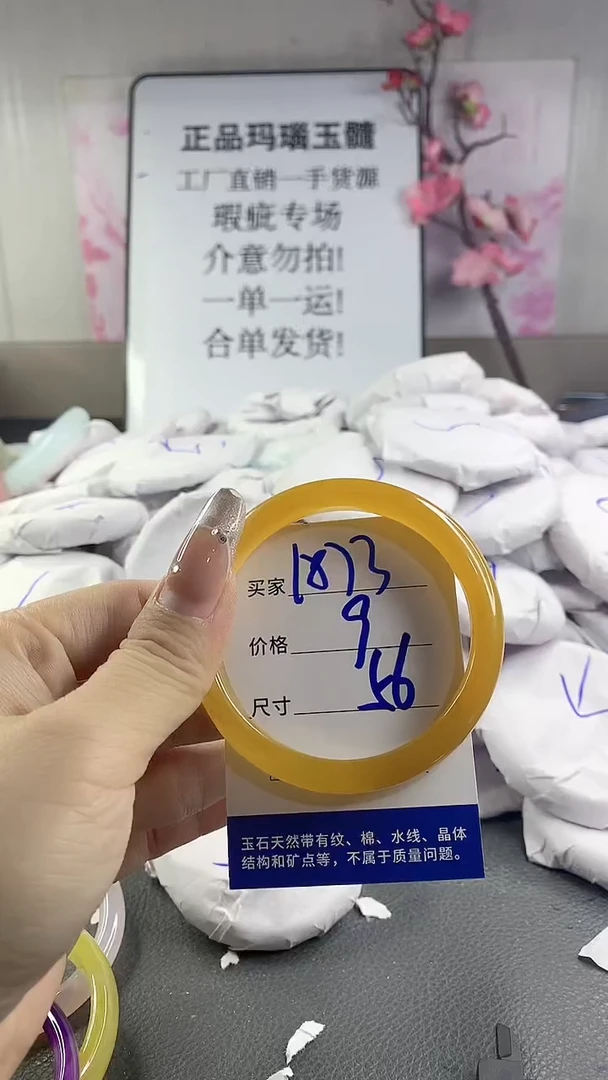 正品玛瑙玉髓
工厂直销一手货源
瑕疵专场
介意勿拍!
一单一运!
合单发货!
买家 1873
价格 9
尺寸 56
玉石天然带有纹、棉、水线、晶体
结构和矿点等，不属于质量问题。